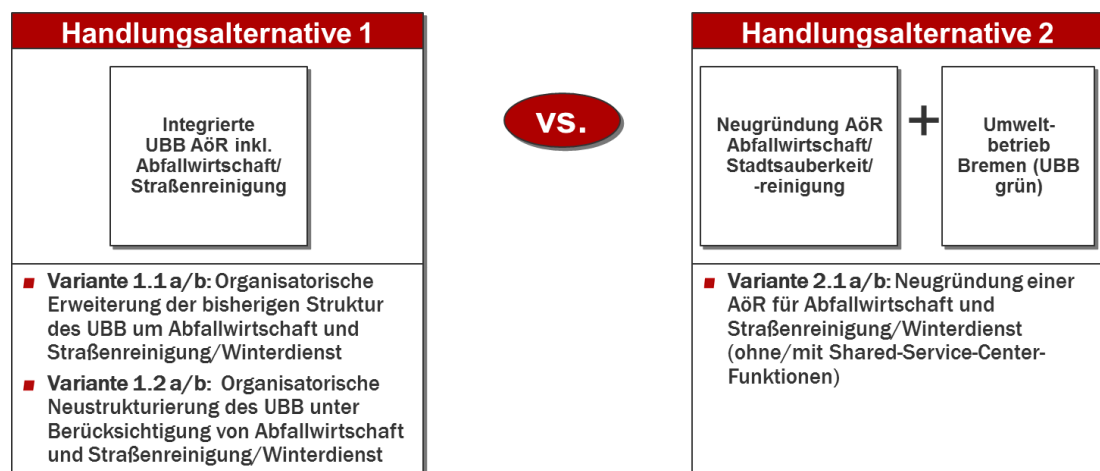 Handlungsalternative 1
Integrierte
UBB AöR inkl.
Abfallwirtschaft/
Straßenreinigung
■ Variante 1.1 a/b: Organisatorische
Erweiterung der bisherigen Struktur
des UBB um Abfallwirtschaft und
Straßenreinigung/Winterdienst
■ Variante 1.2 a/b: Organisatorische
Neustrukturierung des UBB unter
Berücksichtigung von Abfallwirtschaft
und Straßenreinigung/Winterdienst
vs.
Handlungsalternative 2
Neugründung AöR
Abfallwirtschaft/
Stadtsauberkeit/
-reinigung
+
Umwelt-
betrieb
Bremen (UBB
grün)
■ Variante 2.1 a/b: Neugründung einer
AöR für Abfallwirtschaft und
Straßenreinigung/Winterdienst
(ohne/mit Shared-Service-Center-
Funktionen)